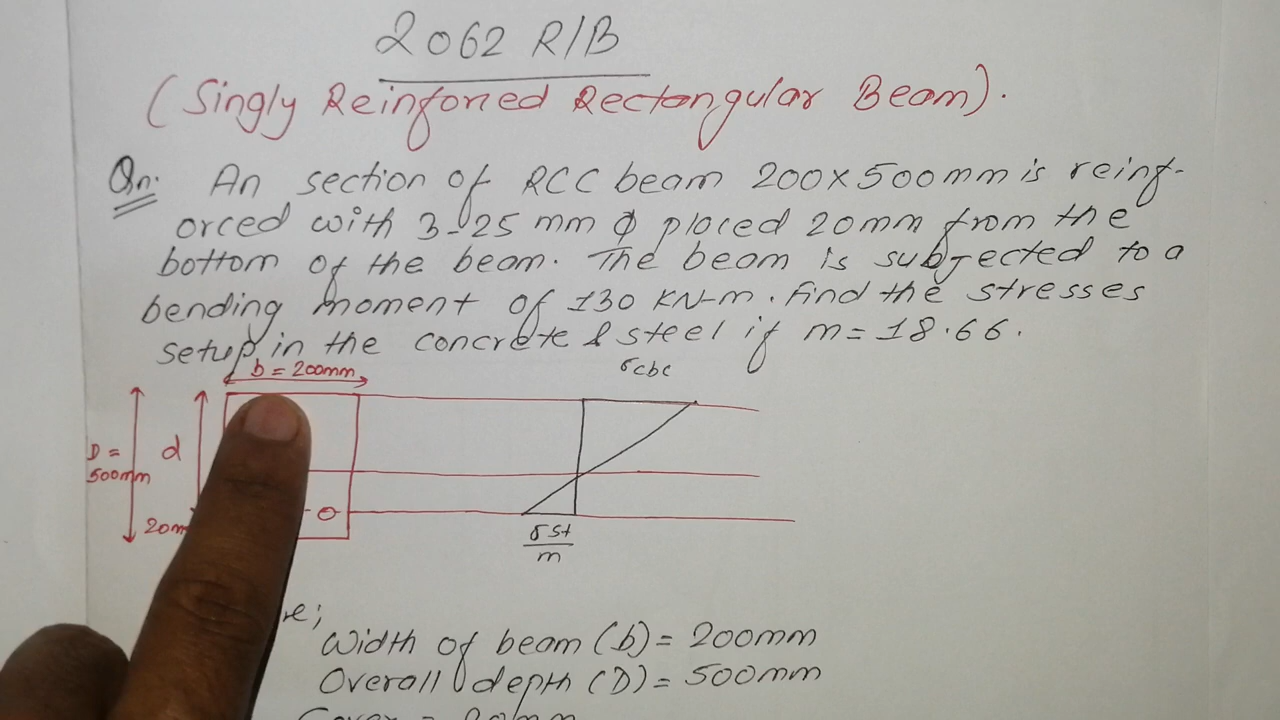 2062 R/B
(Singly Reinforced Rectangular Beam).
Qn. An section of RCC beam 200x500mm is reinf-
orced with 3-25 mm ϕ placed 20mm from the
bottom of the beam. The beam is subjected to a
bending moment of 130 KN-m. find the stresses
setup in the concrete & steel if m = 18.66.
b = 200mm
σcbc
D =
500mm
d
20m
σst
m
Width of beam (b) = 200mm
Overall depth (D) = 500mm
Cover = 20mm